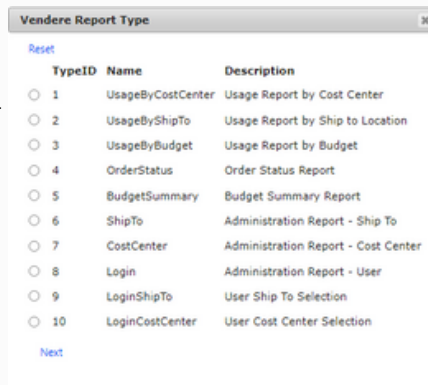 Vendere Report Type
Reset
TypeID Name Description
1 UsageByCostCenter Usage Report by Cost Center
2 UsageByShipTo Usage Report by Ship to Location
3 UsageByBudget Usage Report by Budget
4 OrderStatus Order Status Report
5 BudgetSummary Budget Summary Report
6 ShipTo Administration Report - Ship To
7 CostCenter Administration Report - Cost Center
8 Login Administration Report - User
9 LoginShipTo User Ship To Selection
10 LoginCostCenter User Cost Center Selection
Next